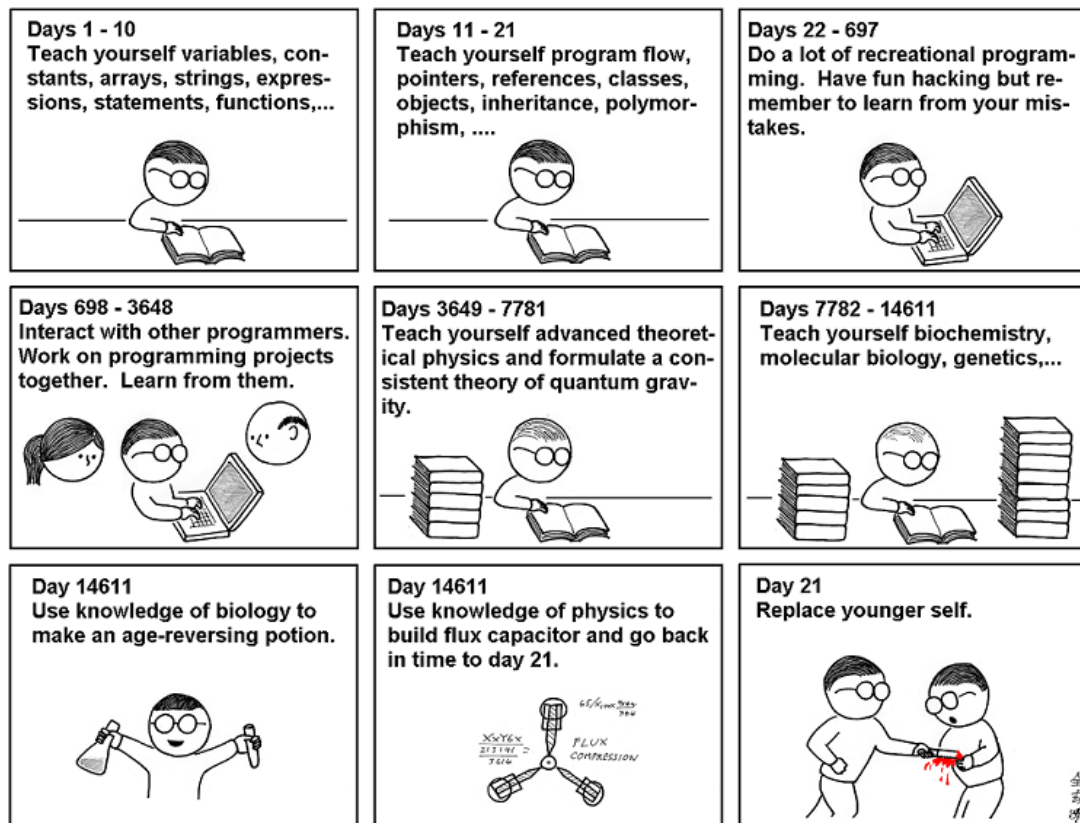 Days 1 - 10
Teach yourself variables, con-
stants, arrays, strings, expres-
sions, statements, functions,...
Days 11 - 21
Teach yourself program flow,
pointers, references, classes,
objects, inheritance, polymor-
phism, ....
Days 22 - 697
Do a lot of recreational program-
ming. Have fun hacking but re-
member to learn from your mis-
takes.
Days 698 - 3648
Interact with other programmers.
Work on programming projects
together. Learn from them.
Days 3649 - 7781
Teach yourself advanced theoret-
ical physics and formulate a con-
sistent theory of quantum grav-
ity.
Days 7782 - 14611
Teach yourself biochemistry,
molecular biology, genetics,...
Day 14611
Use knowledge of biology to
make an age-reversing potion.
Day 14611
Use knowledge of physics to
build flux capacitor and go back
in time to day 21.
FLUX
COMPRESSION
Day 21
Replace younger self.